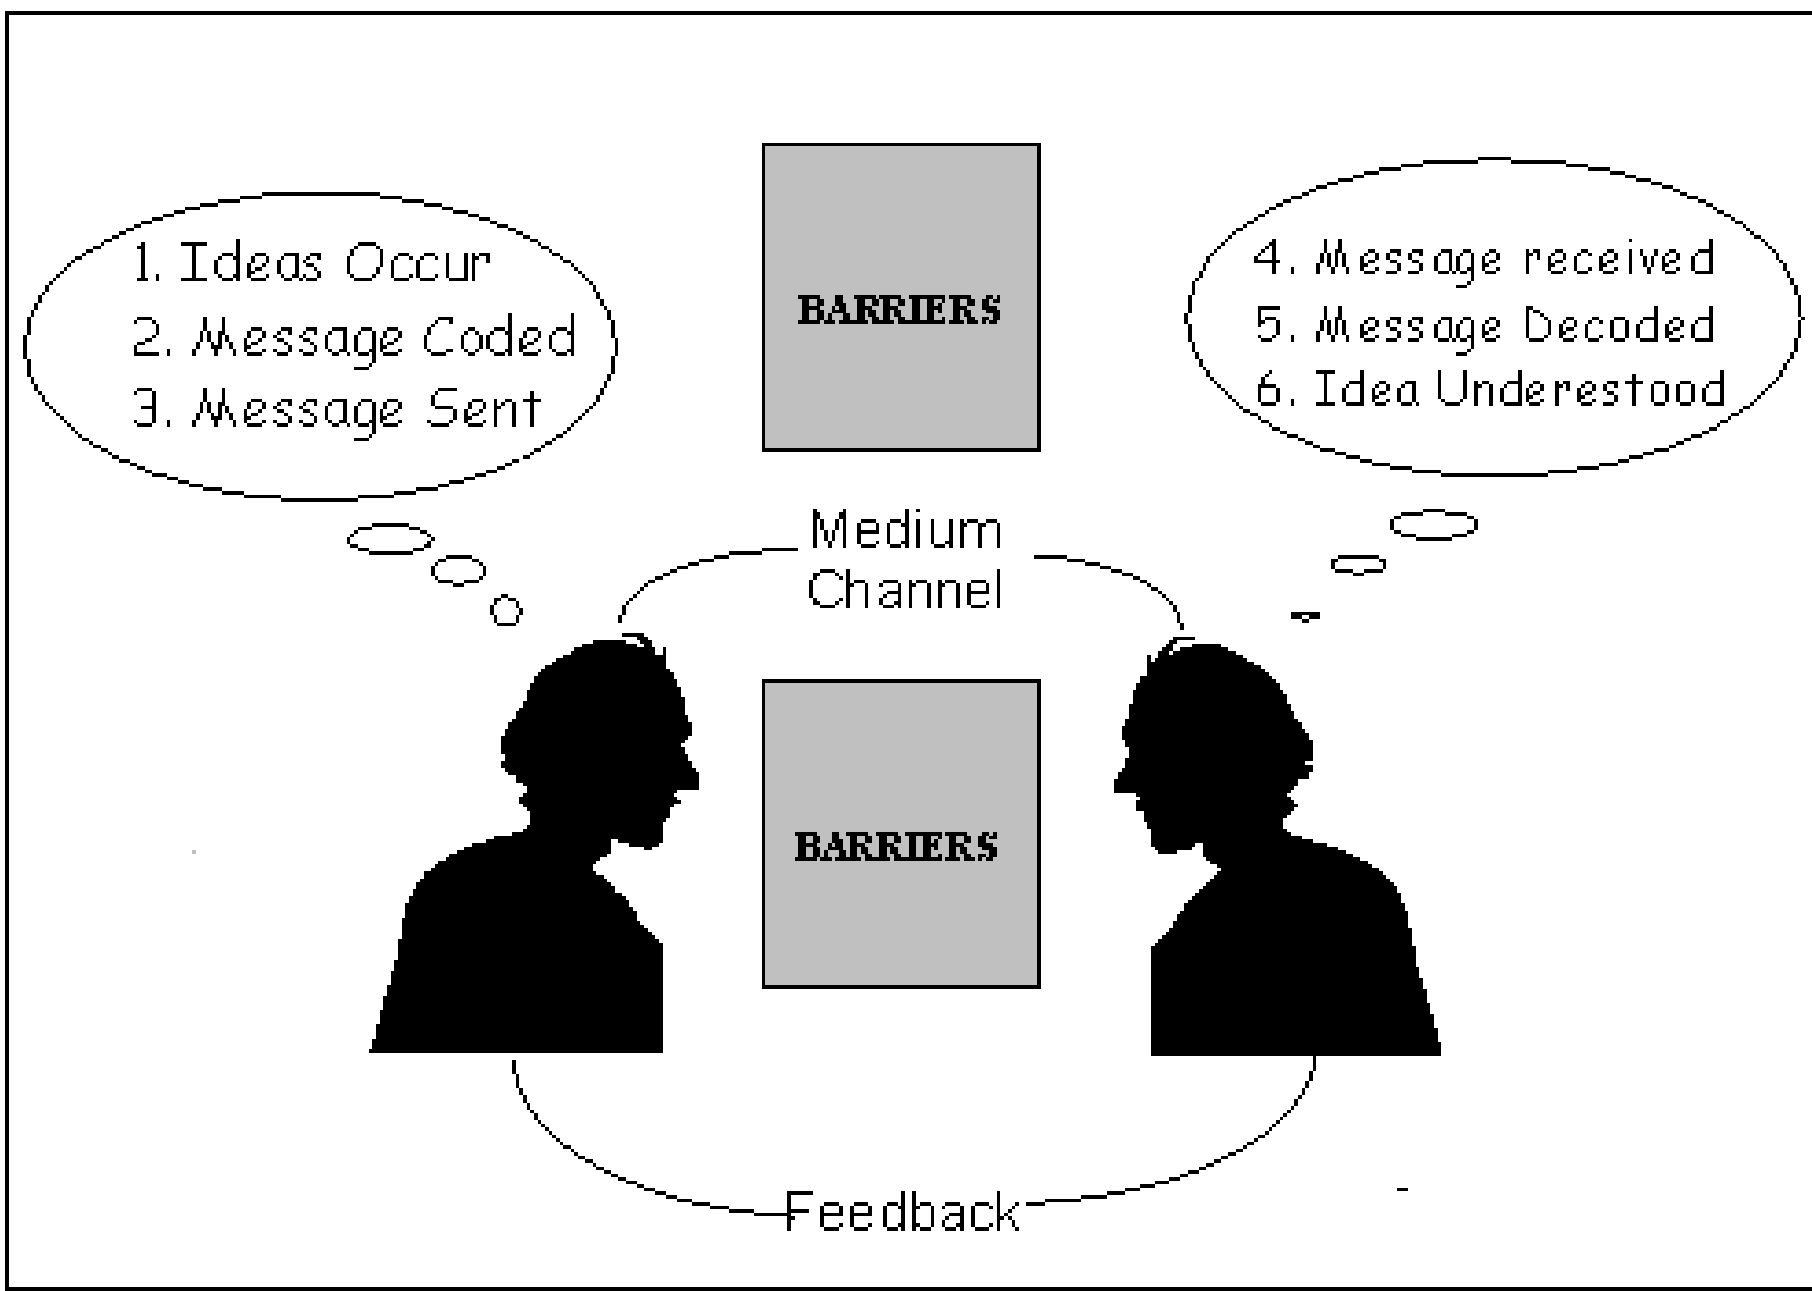 1. Ideas Occur
2. Message Coded
3. Message Sent
BARRIERS
4. Message received
5. Message Decoded
6. Idea Underestood
Medium
Channel
BARRIERS
Feedback